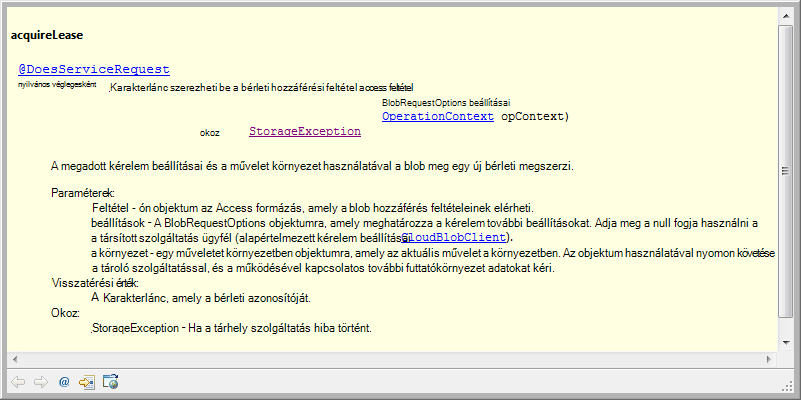 acquireLease
@DoesServiceRequest
nyilvános véglegesként Karakterlánc szerezheti be a bérleti hozzáférési feltétel access feltétel
BlobRequestOptions beállításai
OperationContext opContext)
okoz StorageException
A megadott kérelem beállításai és a művelet környezet használatával a blob meg egy új bérleti megszerzi.
Paraméterek:
Feltétel - ón objektum az Access formázás, amely a blob hozzáférés feltételeinek elérheti.
beállítások - A BlobRequestOptions objektumra, amely meghatározza a kérelem további beállításokat. Adja meg a null fogja használni a
a társított szolgáltatás ügyfél (alapértelmezett kérelem beállításai CloudBlobClient).
a környezet - egy műveletet környezetben objektumra, amely az aktuális művelet a környezetben. Az objektum használatával nyomon követése
a tároló szolgáltatással, és a működésével kapcsolatos további futtatókörnyezet adatokat kéri.
Visszatérési érték:
A Karakterlánc, amely a bérleti azonosítóját.
Okoz:
StorageException - Ha a tárhely szolgáltatás hiba történt.